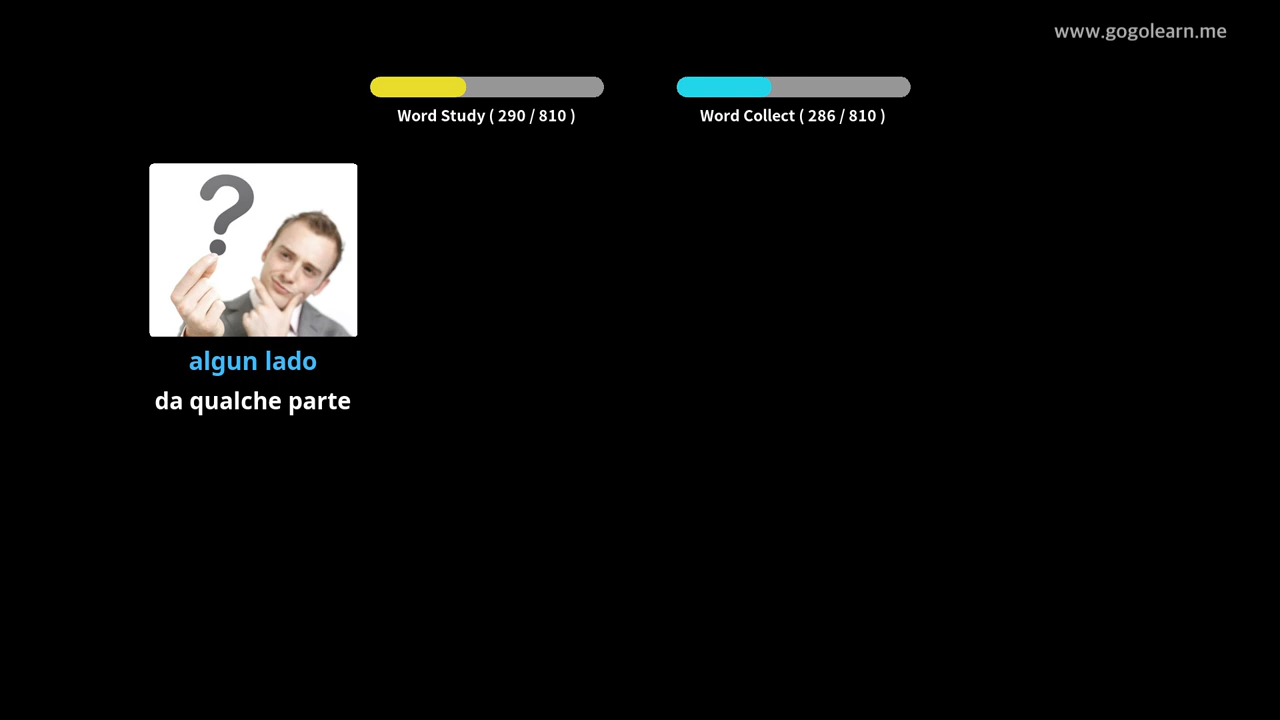 www.gogolearn.me
Word Study ( 290 / 810 )
Word Collect ( 286 / 810 )
?
algun lado
da qualche parte